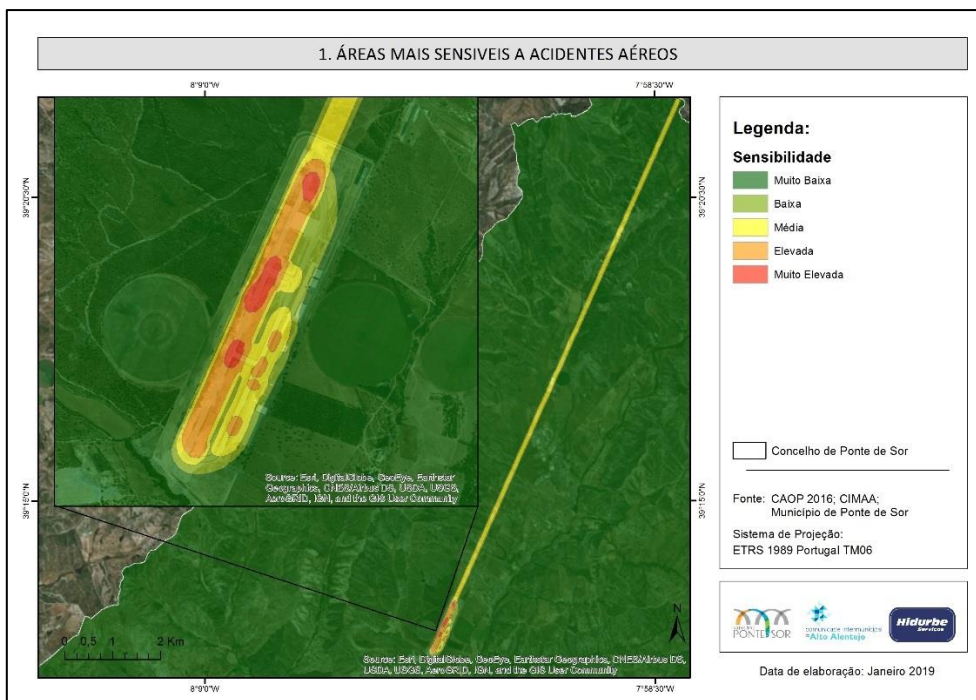 1. ÁREAS MAIS SENSIVEIS A ACIDENTES AÉREOS
8°9'0"W
7°58'30"W
39°20'30"N
39°20'30"N
39°15'0"N
39°15'0"N
Source: Esri, DigitalGlobe, GeoEye, Earthstar
Geographics, CNES/Airbus DS, USDA, USGS,
AeroGRID, IGN, and the GIS User Community
0 0,5 1 2 Km
N
Source: Esri, DigitalGlobe, GeoEye, Earthstar Geographics, CNES/Airbus DS,
USDA, USGS, AeroGRID, IGN, and the GIS User Community
8°9'0"W
7°58'30"W
Legenda:
Sensibilidade
Muito Baixa
Baixa
Média
Elevada
Muito Elevada
Concelho de Ponte de Sor
Fonte: CAOP 2016; CIMAA;
Município de Ponte de Sor
Sistema de Projeção:
ETRS 1989 Portugal TM06
PONTE SOR
comunidade intermunicipal
Alto Alentejo
Hidurbe
Serviços
Data de elaboração: Janeiro 2019